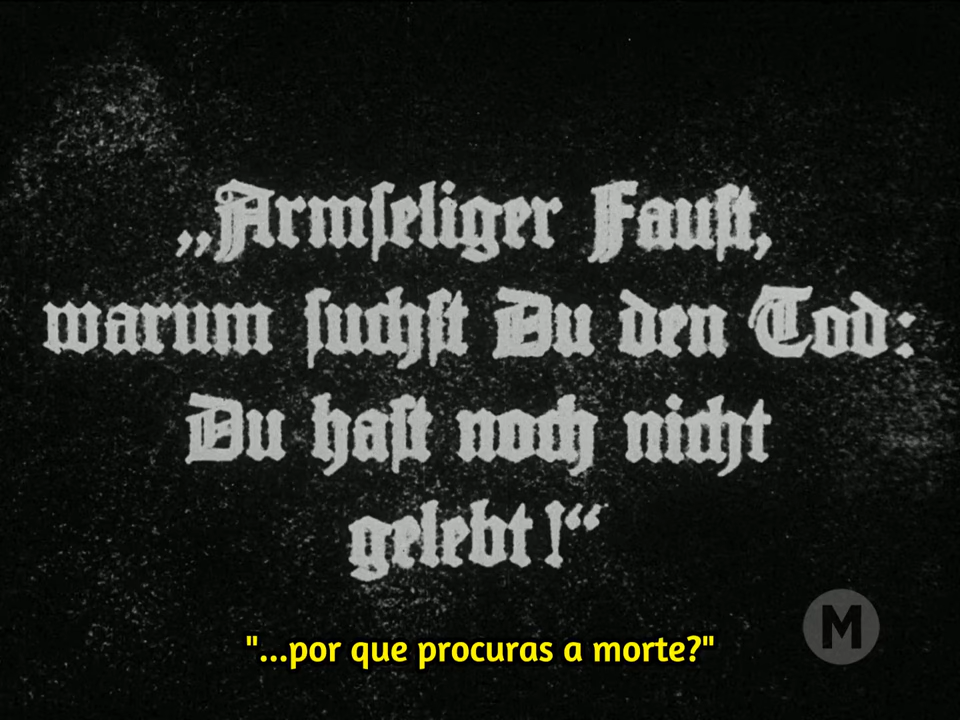 „Armſeliger Fauſt,
warum ſuchſt Du den Tod:
Du haſt noch nicht
gelebt!“
M
"...por que procuras a morte?"